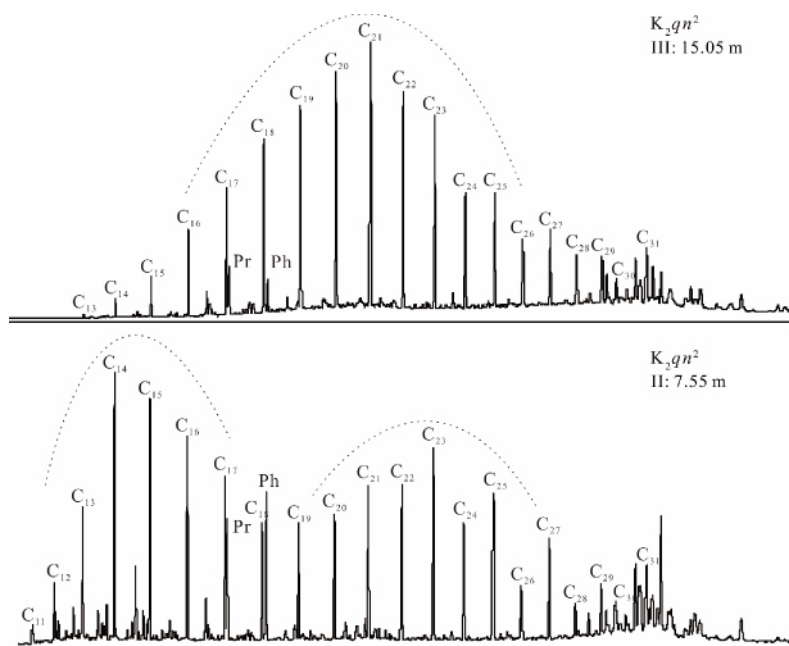 K₂qn²
III: 15.05 m
C₁₃ C₁₄ C₁₅ C₁₆ C₁₇ Pr C₁₈ Ph C₁₉ C₂₀ C₂₁ C₂₂ C₂₃ C₂₄ C₂₅ C₂₆ C₂₇ C₂₈ C₂₉ C₃₀ C₃₁
K₂qn²
II: 7.55 m
C₁₁ C₁₂ C₁₃ C₁₄ C₁₅ C₁₆ C₁₇ Pr C₁₈ Ph C₁₉ C₂₀ C₂₁ C₂₂ C₂₃ C₂₄ C₂₅ C₂₆ C₂₇ C₂₈ C₂₉ C₃₀ C₃₁